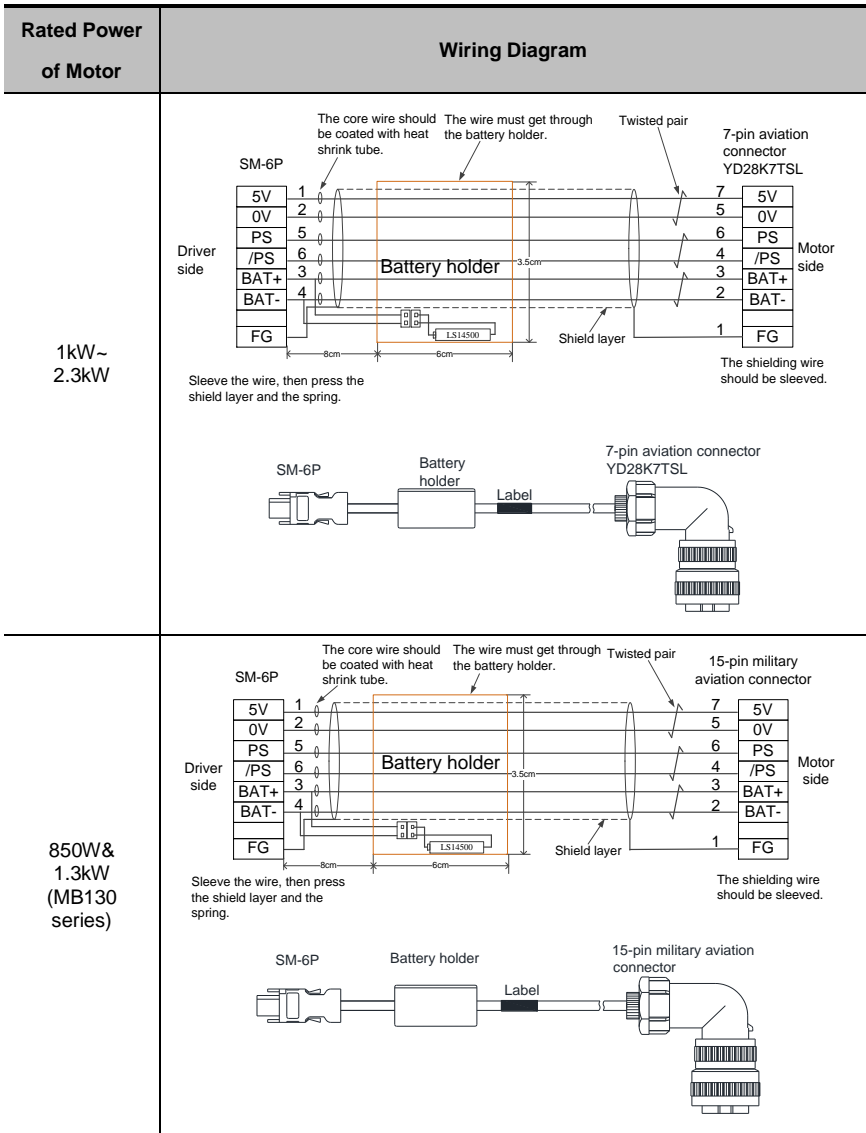 Rated Power
of Motor
Wiring Diagram
1kW~
2.3kW
The core wire should
be coated with heat
shrink tube.
The wire must get through
the battery holder.
Twisted pair
7-pin aviation
connector
YD28K7TSL
SM-6P
Driver
side
5V 1 7 5V
0V 2 5 0V
PS 5 6 PS
/PS 6 4 /PS
BAT+ 3 3 BAT+
BAT- 4 2 BAT-
FG 1 FG
Motor
side
Battery holder
3.5cm
LS14500
Shield layer
8cm
6cm
The shielding wire
should be sleeved.
Sleeve the wire, then press the
shield layer and the spring.
SM-6P
Battery
holder
Label
7-pin aviation connector
YD28K7TSL
850W&
1.3kW
(MB130
series)
The core wire should
be coated with heat
shrink tube.
The wire must get through
the battery holder.
Twisted pair
15-pin military
aviation connector
SM-6P
Driver
side
5V 1 7 5V
0V 2 5 0V
PS 5 6 PS
/PS 6 4 /PS
BAT+ 3 3 BAT+
BAT- 4 2 BAT-
FG 1 FG
Motor
side
Battery holder
3.5cm
LS14500
Shield layer
8cm
6cm
The shielding wire
should be sleeved.
Sleeve the wire, then press
the shield layer and the
spring.
SM-6P
Battery holder
Label
15-pin military aviation
connector